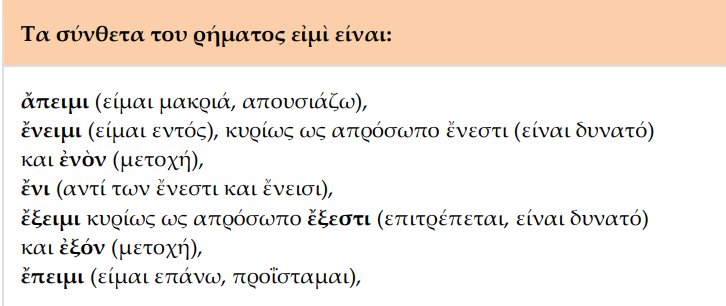 Τα σύνθετα του ρήματος εἰμὶ είναι:
ἄπειμι (είμαι μακριά, απουσιάζω),
ἔνειμι (είμαι εντός), κυρίως ως απρόσωπο ἔνεστι (είναι δυνατό)
και ἐνὸν (μετοχή),
ἔνι (αντί των ἔνεστι και ἔνεισι),
ἔξειμι κυρίως ως απρόσωπο ἔξεστι (επιτρέπεται, είναι δυνατό)
και ἐξόν (μετοχή),
ἔπειμι (είμαι επάνω, προΐσταμαι),